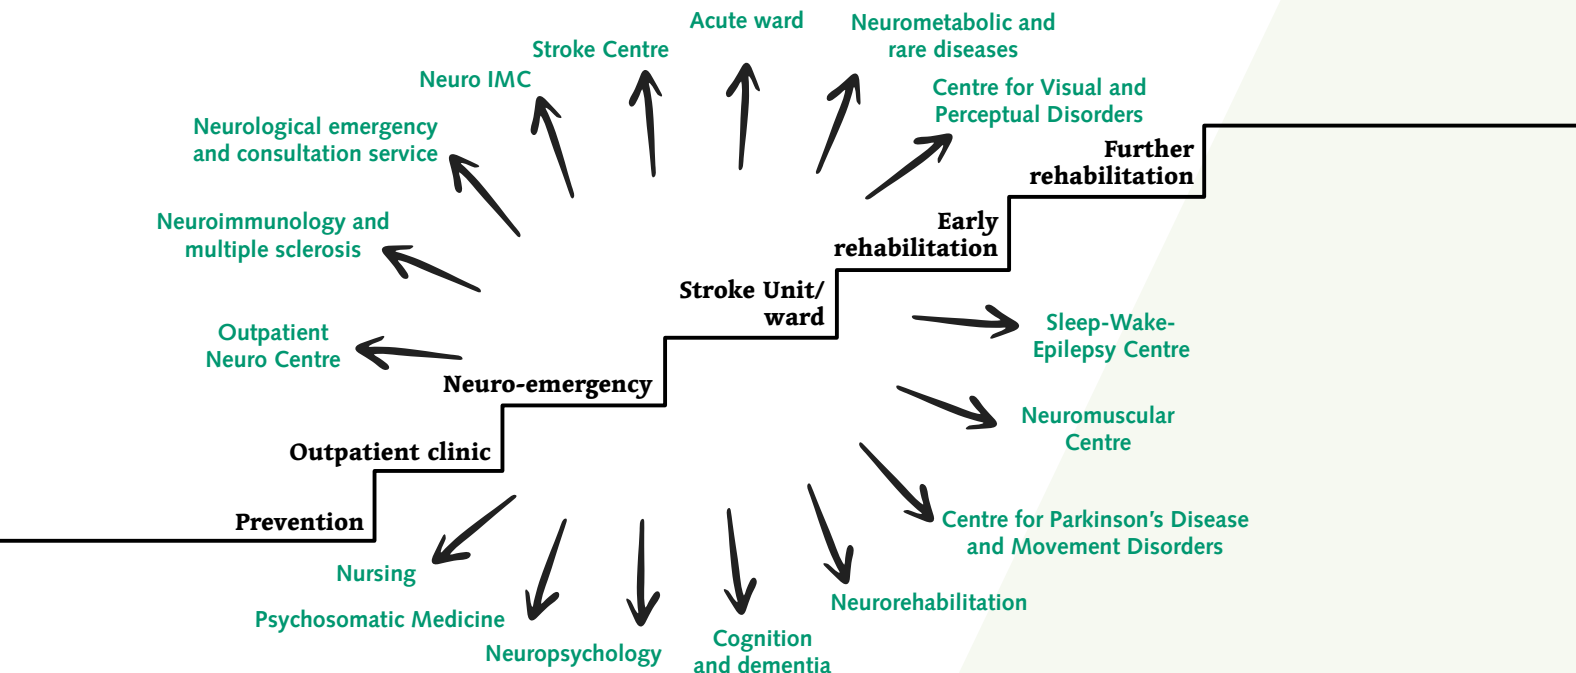 Acute ward
Neurometabolic and
rare diseases
Stroke Centre
Neuro IMC
Centre for Visual and
Perceptual Disorders
Neurological emergency
and consultation service
Further
rehabilitation
Neuroimmunology and
multiple sclerosis
Early
rehabilitation
Stroke Unit/
ward
Outpatient
Neuro Centre
Sleep-Wake-
Epilepsy Centre
Neuro-emergency
Neuromuscular
Centre
Outpatient clinic
Prevention
Centre for Parkinson’s Disease
and Movement Disorders
Nursing
Neurorehabilitation
Psychosomatic Medicine
Neuropsychology
Cognition
and dementia